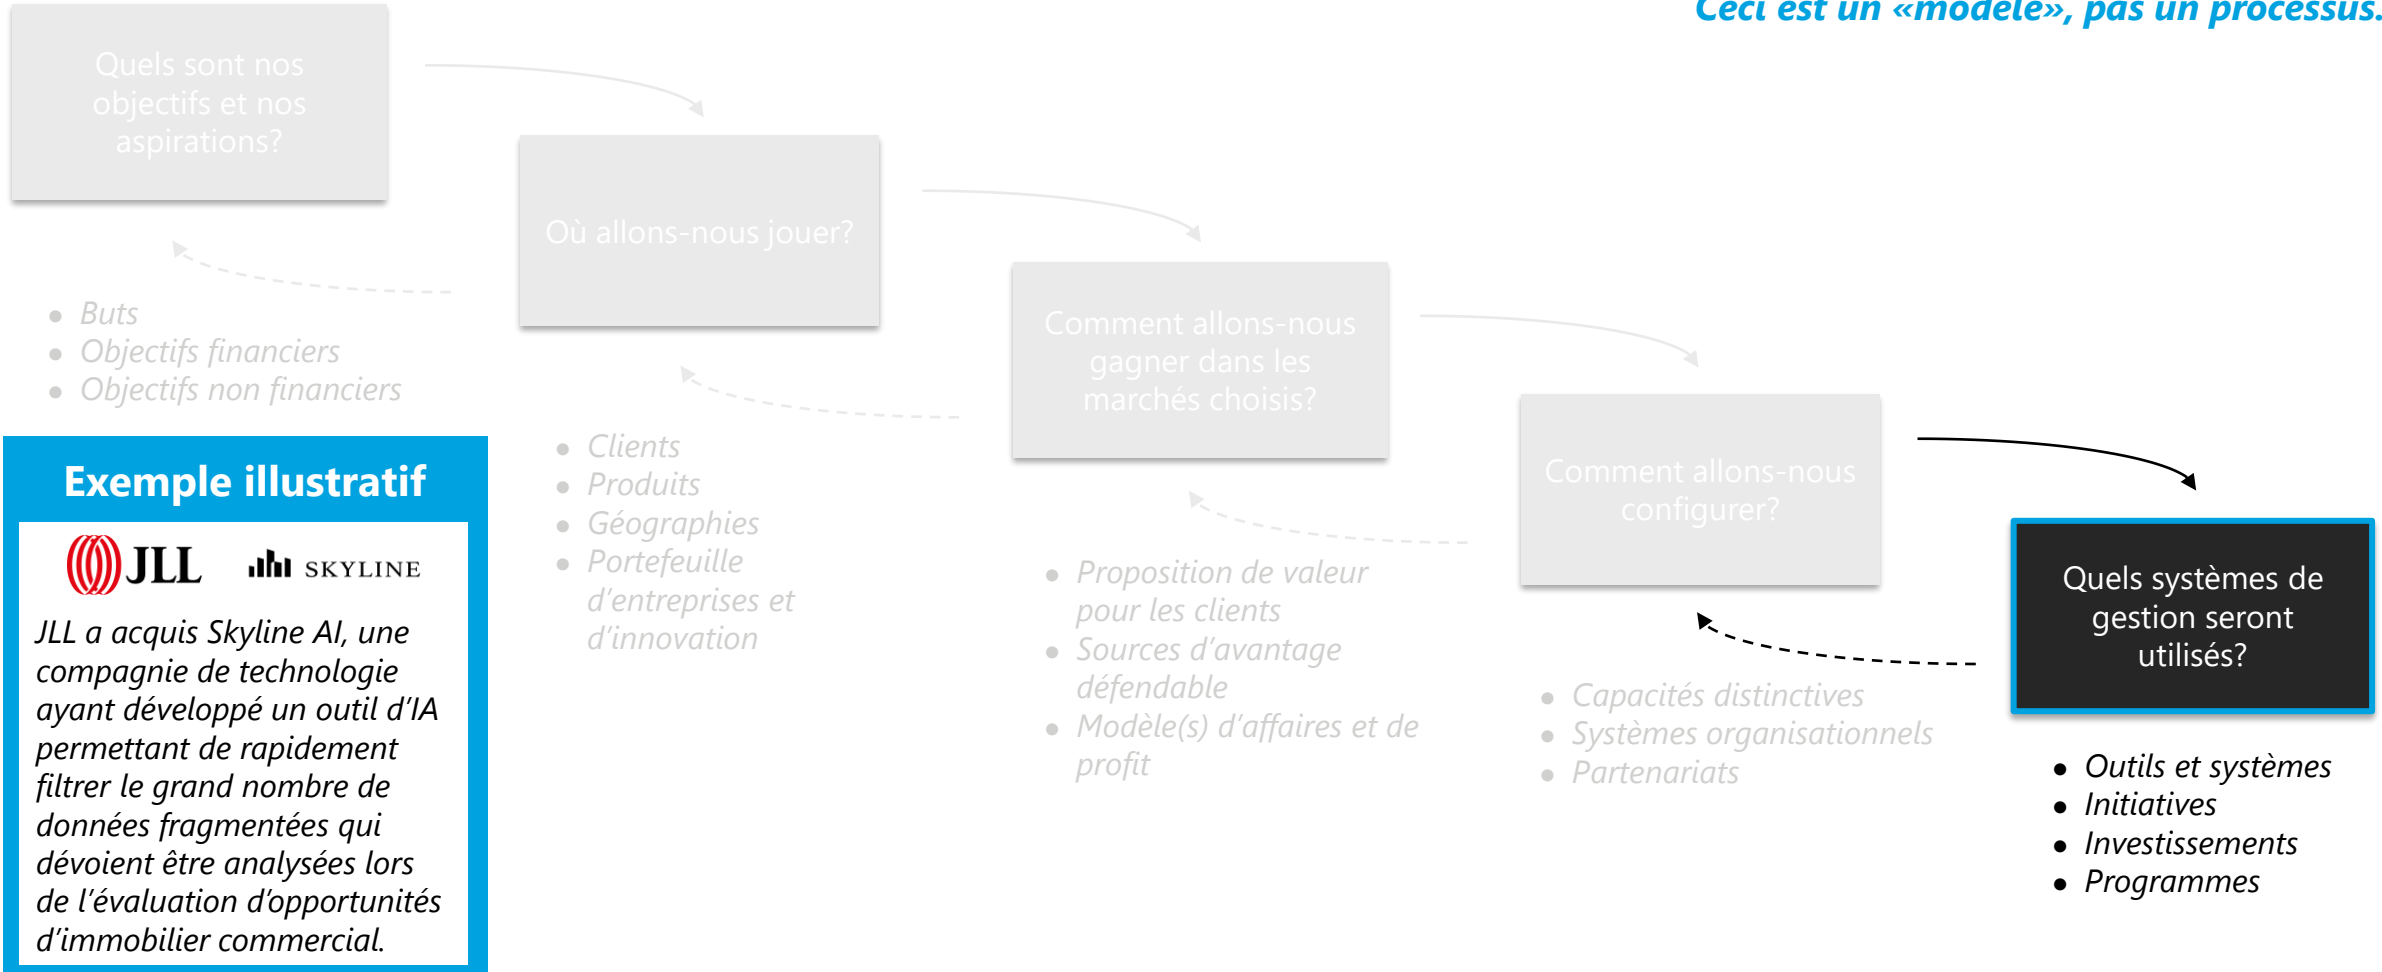 Ceci est un «modèle», pas un processus.
Quels sont nos
objectifs et nos
aspirations?
Où allons-nous jouer?
● Buts
● Objectifs financiers
● Objectifs non financiers
Comment allons-nous
gagner dans les
marchés choisis?
● Clients
● Produits
● Géographies
● Portefeuille
d'entreprises et
d'innovation
Comment allons-nous
configurer?
● Proposition de valeur
pour les clients
● Sources d'avantage
défendable
● Modèle(s) d'affaires et de
profit
Quels systèmes de
gestion seront
utilisés?
● Capacités distinctives
● Systèmes organisationnels
● Partenariats
● Outils et systèmes
● Initiatives
● Investissements
● Programmes
Exemple illustratif
JLL SKYLINE
JLL a acquis Skyline AI, une
compagnie de technologie
ayant développé un outil d'IA
permettant de rapidement
filtrer le grand nombre de
données fragmentées qui
dévoient être analysées lors
de l'évaluation d'opportunités
d'immobilier commercial.